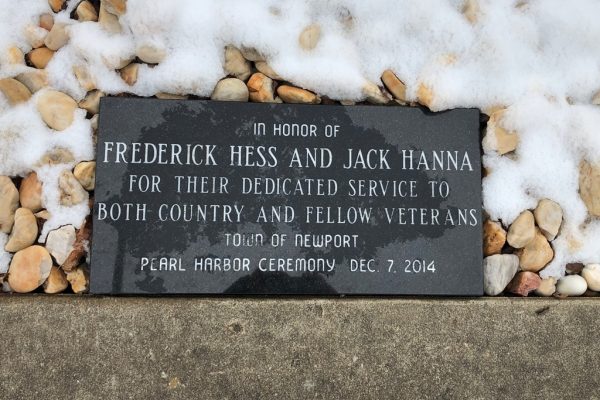 IN HONOR OF
FREDERICK HESS AND JACK HANNA
FOR THEIR DEDICATED SERVICE TO
BOTH COUNTRY AND FELLOW VETERANS
TOWN OF NEWPORT
PEARL HARBOR CEREMONY DEC. 7, 2014